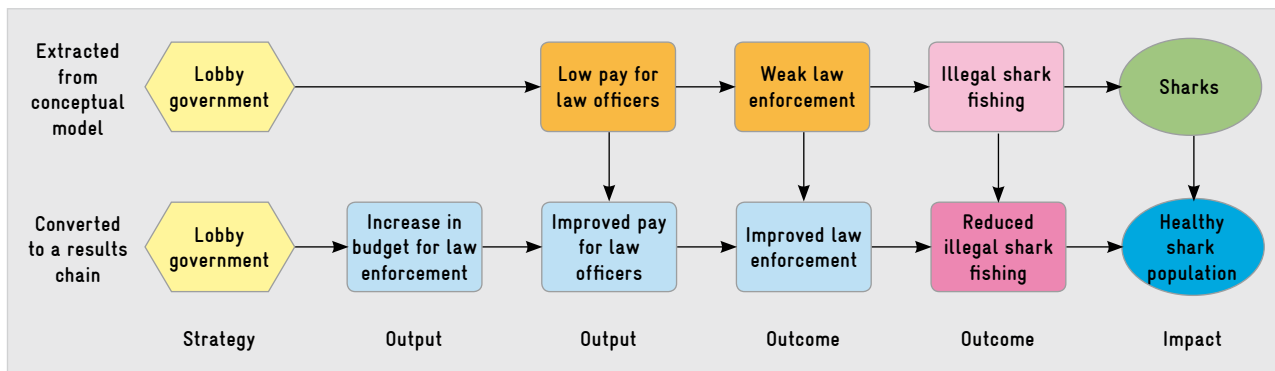 Extracted
from
conceptual
model
Lobby
government
Low pay for
law officers
Weak law
enforcement
Illegal shark
fishing
Sharks
Converted
to a results
chain
Lobby
government
Increase in
budget for law
enforcement
Improved pay
for law
officers
Improved law
enforcement
Reduced
illegal shark
fishing
Healthy
shark
population
Strategy
Output
Output
Outcome
Outcome
Impact